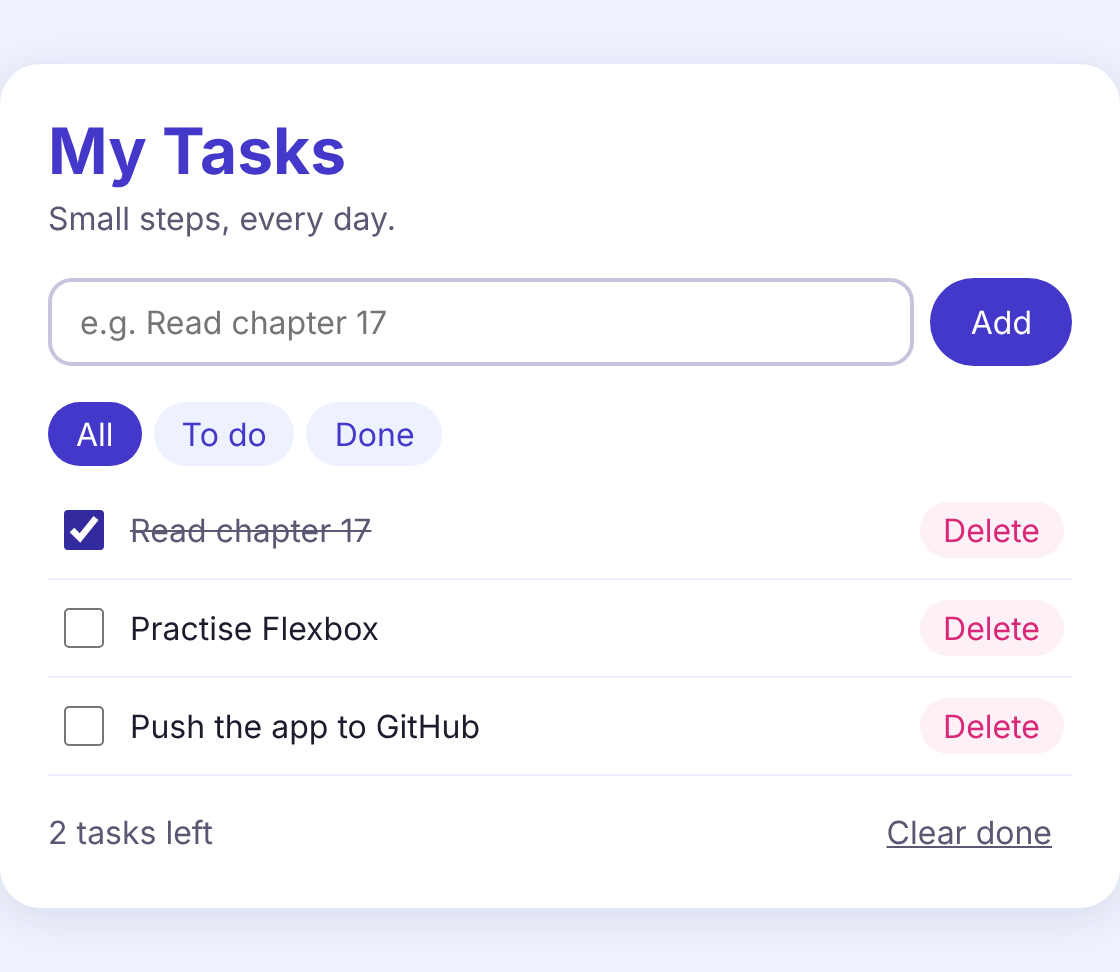 My Tasks
Small steps, every day.
e.g. Read chapter 17
Add
All
To do
Done
Read chapter 17
Delete
Practise Flexbox
Delete
Push the app to GitHub
Delete
2 tasks left
Clear done